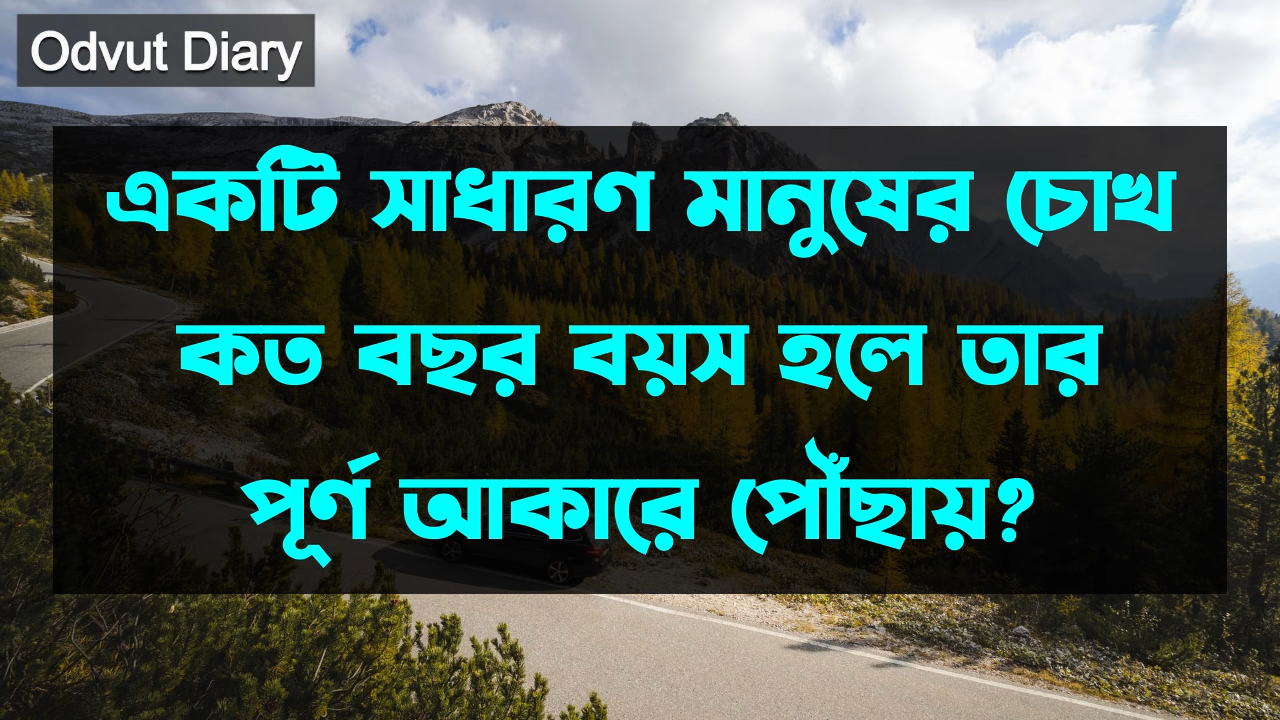 Odvut Diary
একটি সাধারণ মানুষের চোখ
কত বছর বয়স হলে তার
পূর্ণ আকারে পৌঁছায়?